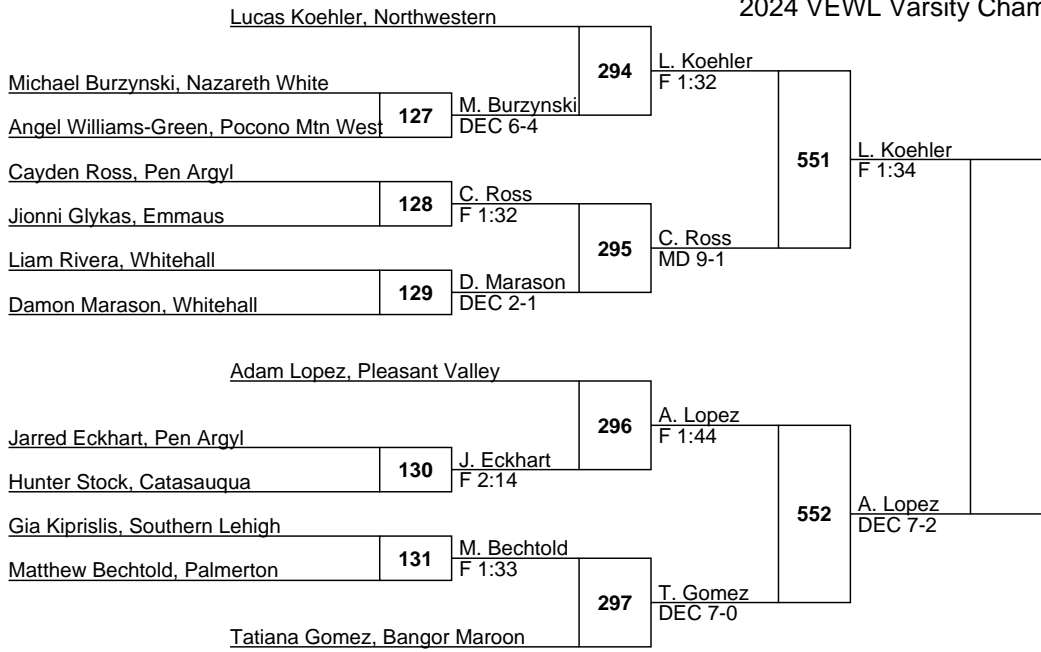 2024 VEWL Varsity Cham
Lucas Koehler, Northwestern
294
L. Koehler
F 1:32
Michael Burzynski, Nazareth White
127
M. Burzynski
DEC 6-4
Angel Williams-Green, Pocono Mtn West
551
L. Koehler
F 1:34
Cayden Ross, Pen Argyl
128
C. Ross
F 1:32
Jionni Glykas, Emmaus
295
C. Ross
MD 9-1
Liam Rivera, Whitehall
129
D. Marason
DEC 2-1
Damon Marason, Whitehall
Adam Lopez, Pleasant Valley
296
A. Lopez
F 1:44
Jarred Eckhart, Pen Argyl
130
J. Eckhart
F 2:14
Hunter Stock, Catasauqua
552
A. Lopez
DEC 7-2
Gia Kiprislis, Southern Lehigh
131
M. Bechtold
F 1:33
Matthew Bechtold, Palmerton
297
T. Gomez
DEC 7-0
Tatiana Gomez, Bangor Maroon